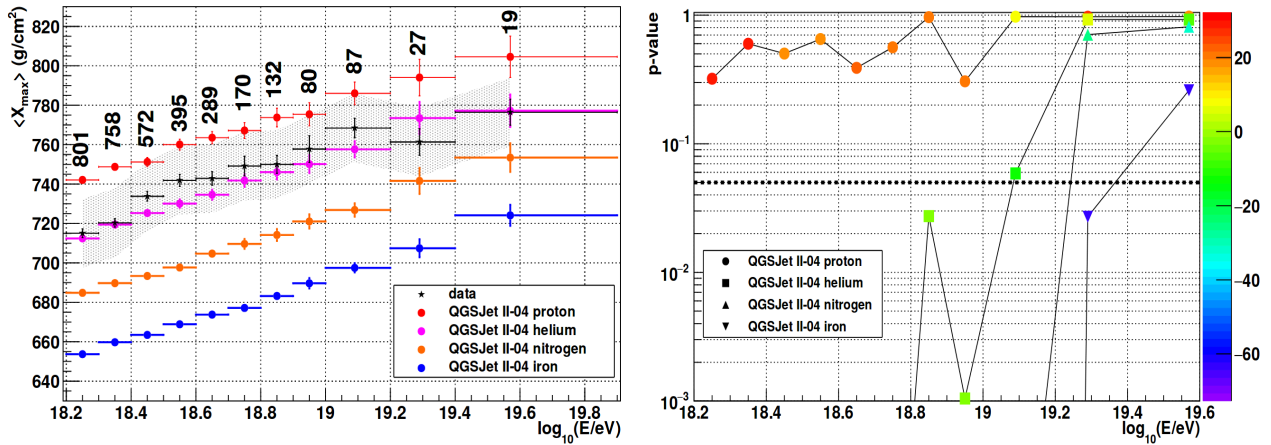 <X_max> (g/cm²)
820
800
780
760
740
720
700
680
660
640
801
758
572
395
289
170
132
80
87
27
19
data
QGSJet II-04 proton
QGSJet II-04 helium
QGSJet II-04 nitrogen
QGSJet II-04 iron
18.2 18.4 18.6 18.8 19 19.2 19.4 19.6 19.8
log₁₀(E/eV)
p-value
1
10⁻¹
10⁻²
10⁻³
QGSJet II-04 proton
QGSJet II-04 helium
QGSJet II-04 nitrogen
QGSJet II-04 iron
18.2 18.4 18.6 18.8 19 19.2 19.4 19.6
log₁₀(E/eV)
20
0
−20
−40
−60